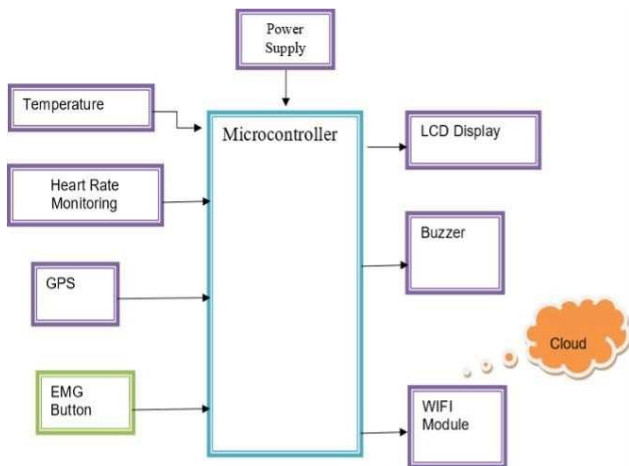 Power
Supply
Temperature
Microcontroller
LCD Display
Heart Rate
Monitoring
Buzzer
GPS
Cloud
EMG
Button
WIFI
Module